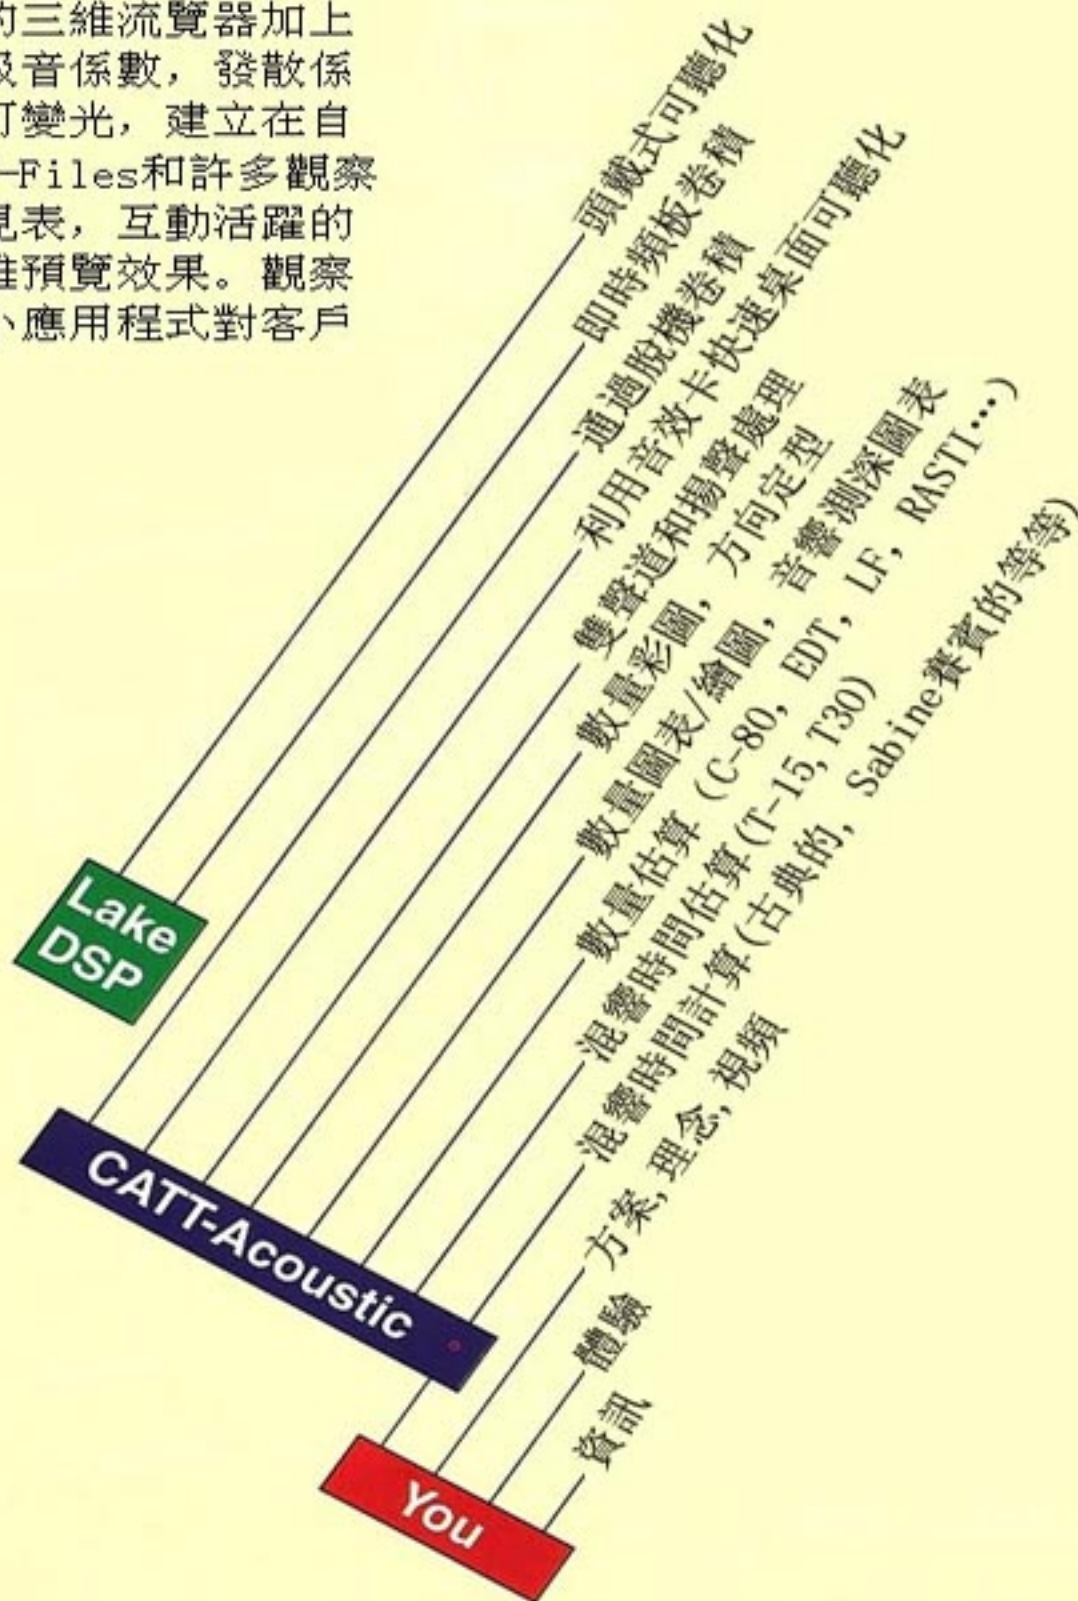 的三維流覽器加上
吸音係數，發散係
可變光，建立在自
-Files和許多觀察
見表，互動活躍的
維預覽效果。觀察
小應用程式對客戶
頭戴式可聽化
即時頻板卷積
通過脫機卷積
利用音效卡快速桌面可聽化
雙聲道和揚聲處理
數量彩圖，方向定型
數量圖表/繪圖，音響測深圖表
數量估算（C-80，EDT，LF，RASTI…）
混響時間估算(T-15,T30)
混響時間計算(古典的，Sabine賽賓的等等)
方案,理念,視頻
體驗
資訊
Lake
DSP
CATT-Acoustic
You